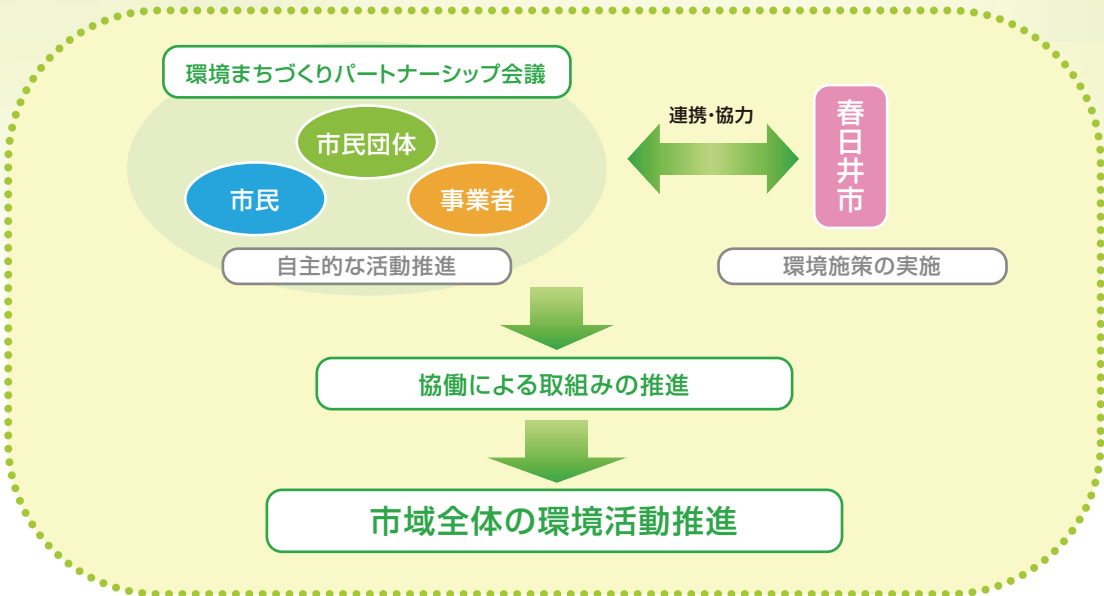 環境まちづくりパートナーシップ会議
市民団体
市民
事業者
自主的な活動推進
連携・協力
春日井市
環境施策の実施
協働による取組みの推進
市域全体の環境活動推進